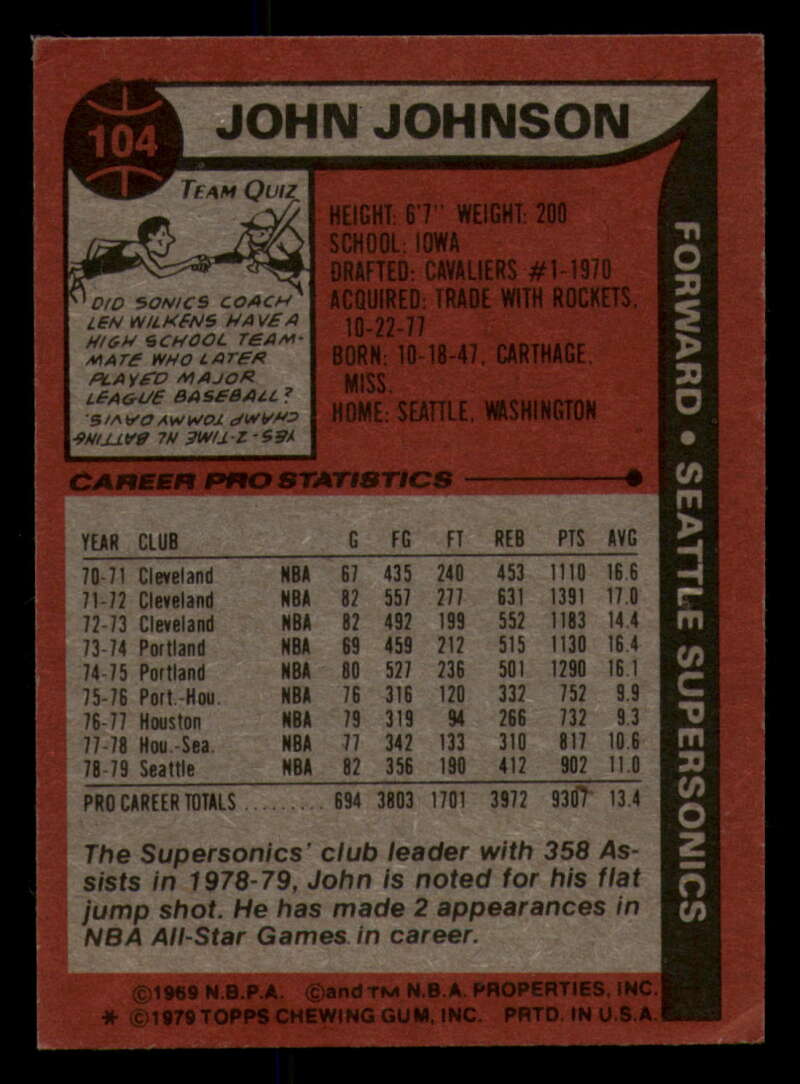 104
JOHN JOHNSON
TEAM QUIZ
DID SONICS COACH
LEN WILKENS HAVE A
HIGH SCHOOL TEAM-
MATE WHO LATER
PLAYED MAJOR
LEAGUE BASEBALL?
YES-2-TIME NL BATTING
CHAMP TOMMY DAVIS.
HEIGHT: 6'7" WEIGHT: 200
SCHOOL: IOWA
DRAFTED: CAVALIERS #1-1970
ACQUIRED: TRADE WITH ROCKETS,
10-22-77
BORN: 10-18-47, CARTHAGE,
MISS.
HOME: SEATTLE, WASHINGTON
FORWARD • SEATTLE SUPERSONICS
CAREER PRO STATISTICS
YEAR CLUB G FG FT REB PTS AVG
70-71 Cleveland NBA 67 435 240 453 1110 16.6
71-72 Cleveland NBA 82 557 277 631 1391 17.0
72-73 Cleveland NBA 82 492 199 552 1183 14.4
73-74 Portland NBA 69 459 212 515 1130 16.4
74-75 Portland NBA 80 527 236 501 1290 16.1
75-76 Port.-Hou. NBA 76 316 120 332 752 9.9
76-77 Houston NBA 79 319 94 266 732 9.3
77-78 Hou.-Sea. NBA 77 342 133 310 817 10.6
78-79 Seattle NBA 82 356 190 412 902 11.0
PRO CAREER TOTALS ......... 694 3803 1701 3972 9307 13.4
The Supersonics' club leader with 358 As-
sists in 1978-79, John is noted for his flat
jump shot. He has made 2 appearances in
NBA All-Star Games in career.
©1969 N.B.P.A. ©and TM N.B.A. PROPERTIES, INC.
* ©1979 TOPPS CHEWING GUM, INC. PRTD. IN U.S.A.